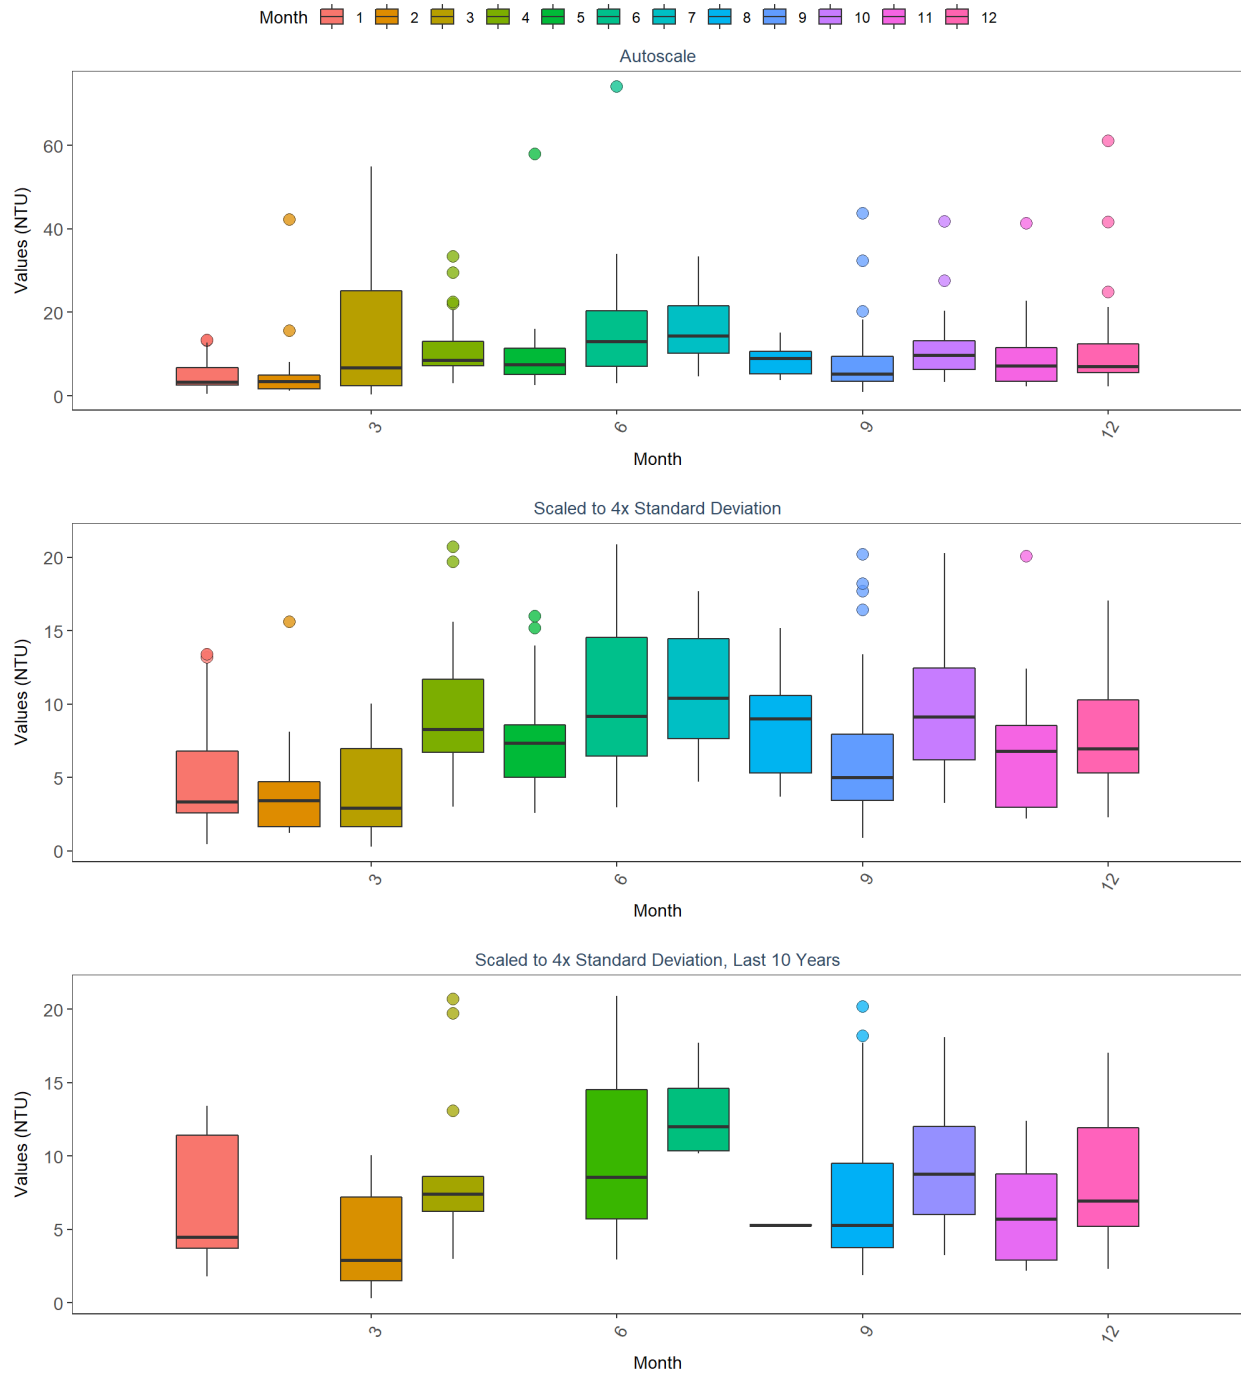 Month 1 2 3 4 5 6 7 8 9 10 11 12
Autoscale
Values (NTU)
60
40
20
0
3 6 9 12
Month
Scaled to 4x Standard Deviation
Values (NTU)
20
15
10
5
0
3 6 9 12
Month
Scaled to 4x Standard Deviation, Last 10 Years
Values (NTU)
20
15
10
5
0
3 6 9 12
Month